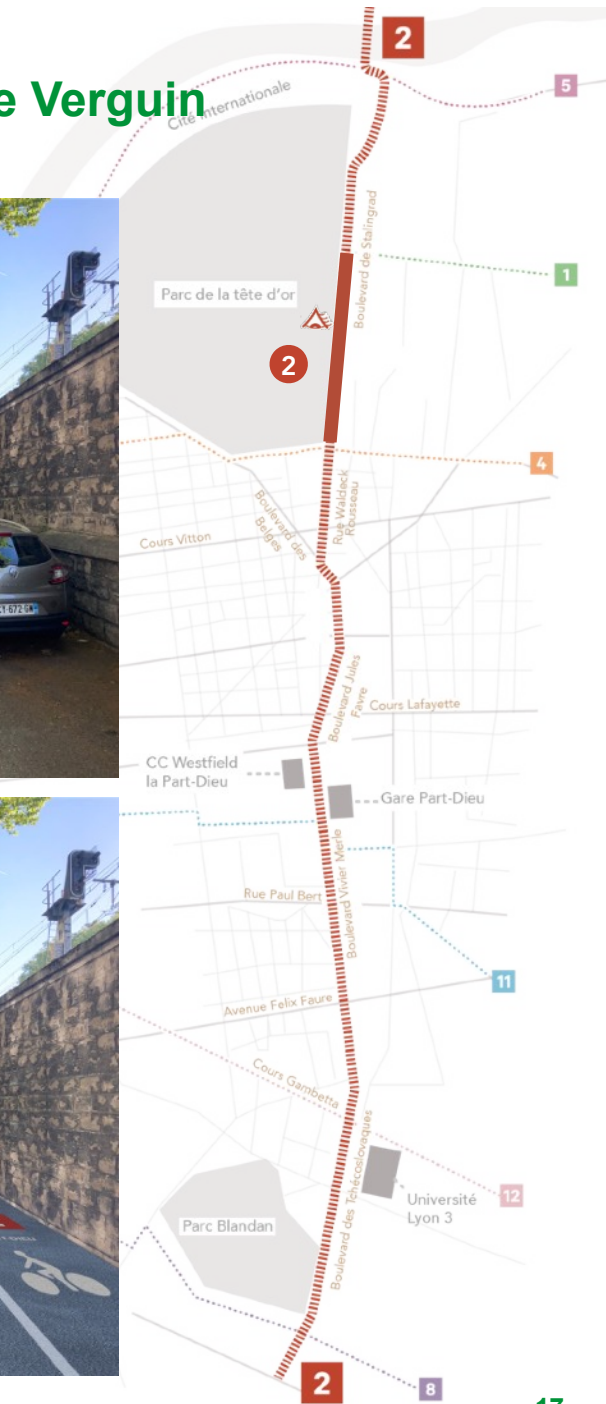 e Verguin
2
5
Cité internationale
Boulevard de Stalingrad
1
Parc de la tête d'or
2
4
Rue Waldeck
Rousseau
Boulevard des
Belges
Cours Vitton
Boulevard Jules
Favre
Cours Lafayette
CC Westfield
la Part-Dieu
Gare Part-Dieu
Boulevard Vivier Merle
Rue Paul Bert
11
Avenue Felix Faure
Cours Gambetta
Boulevard des Tchécoslovaques
12
Université
Lyon 3
Parc Blandan
2
8
17